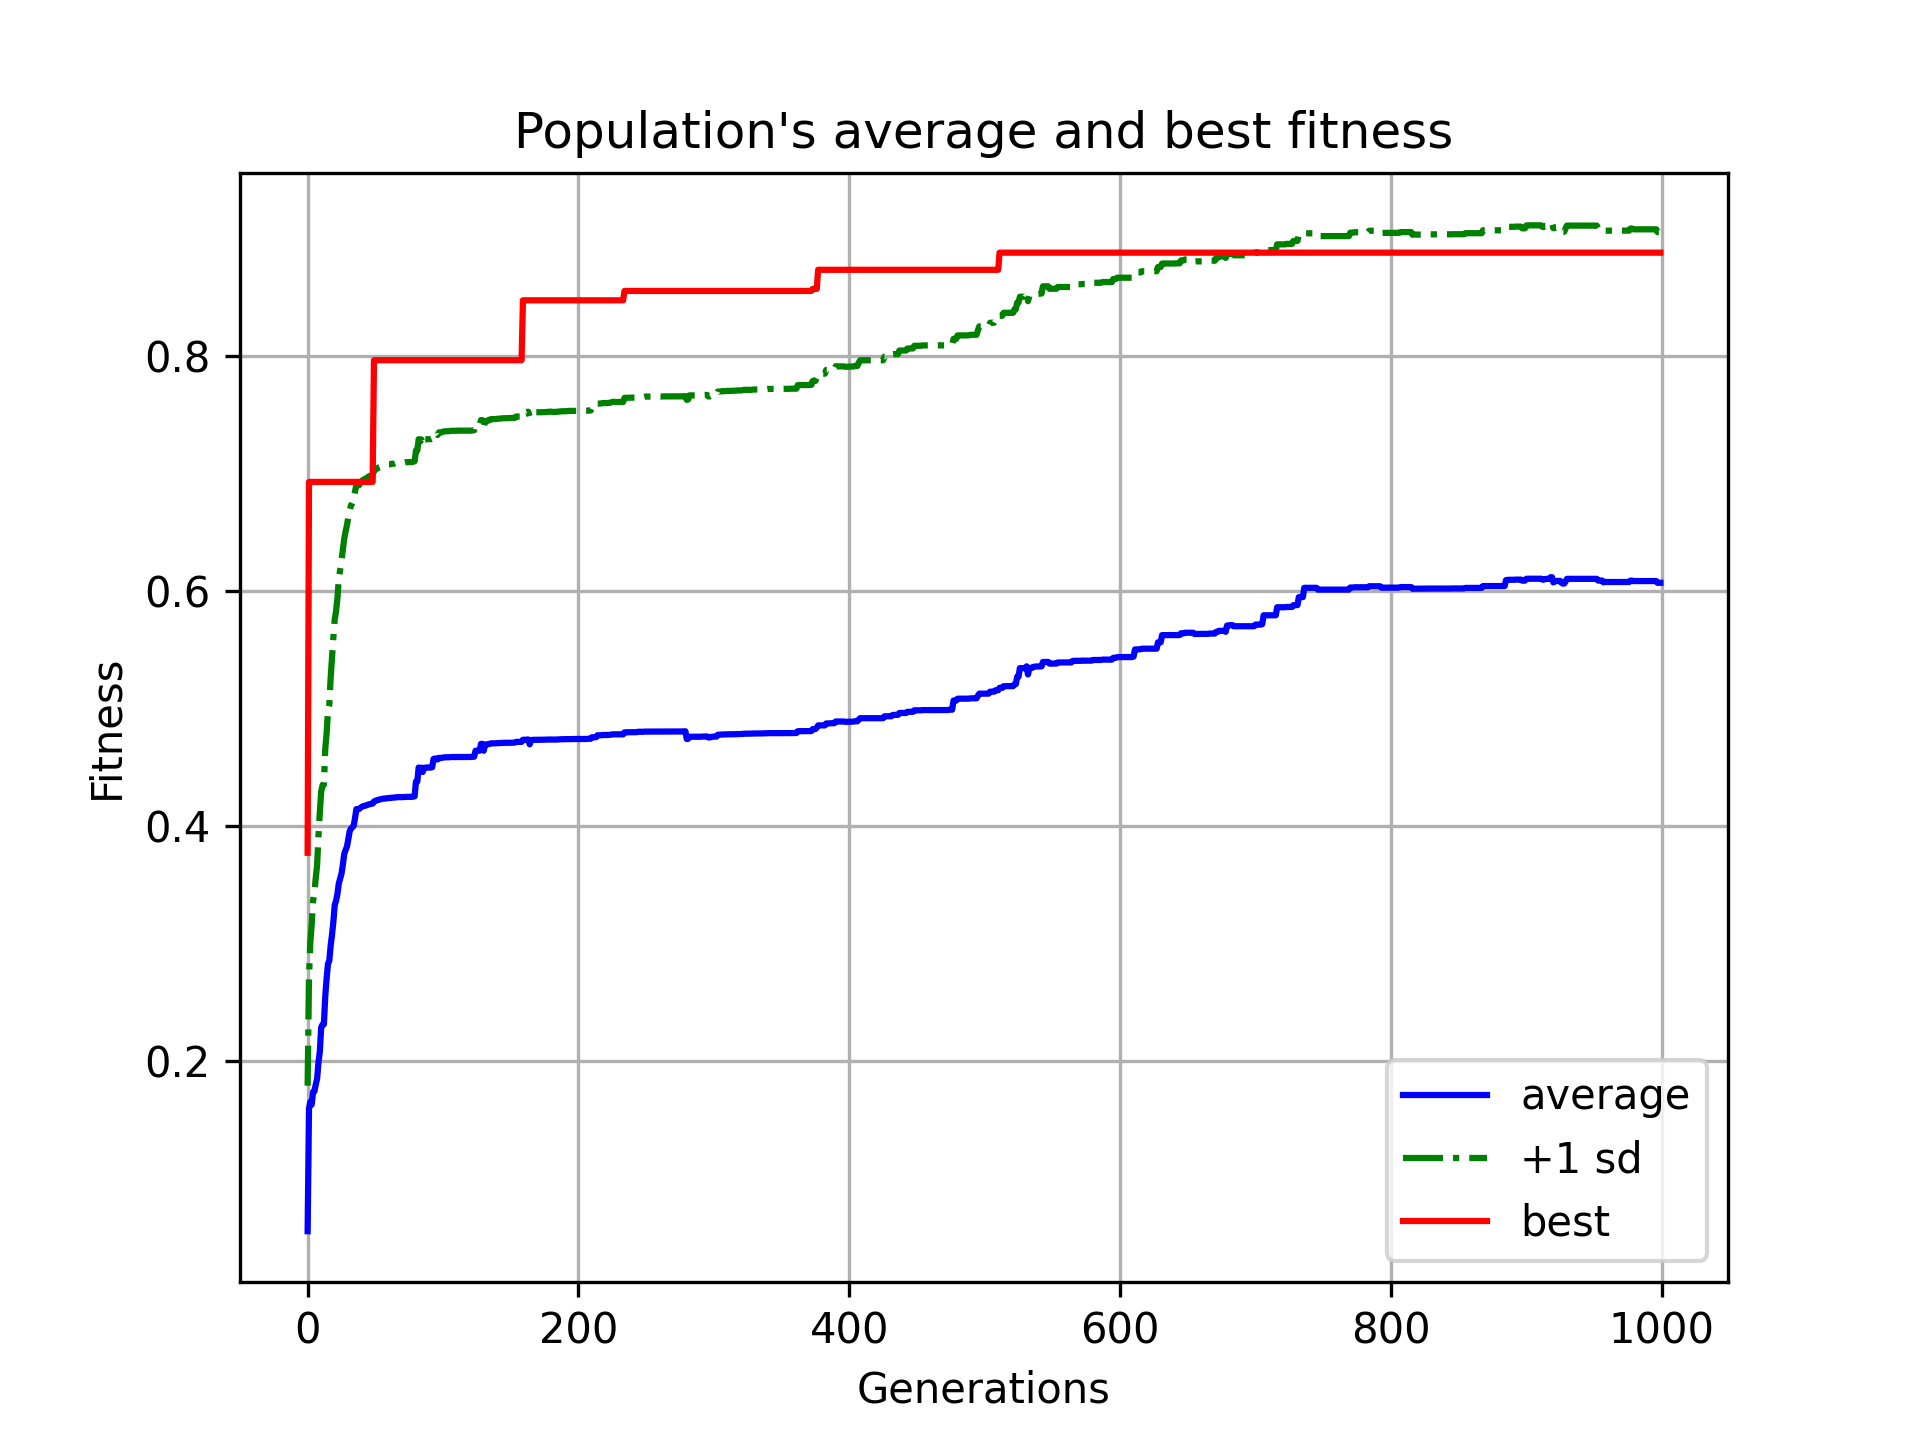 Population's average and best fitness
Fitness
0.8
0.6
0.4
0.2
0 200 400 600 800 1000
Generations
average
+1 sd
best